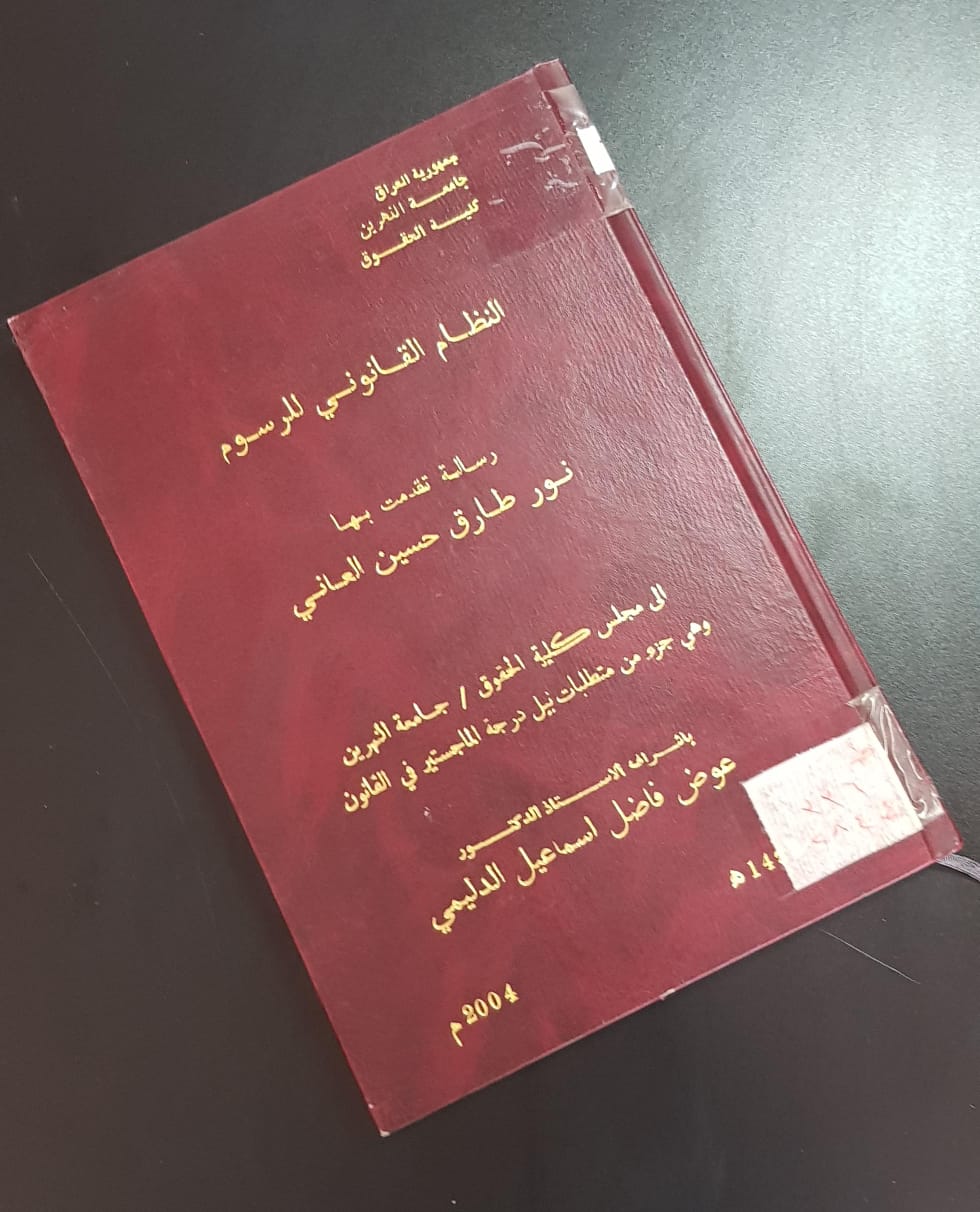 جمهورية العراق
جامعة النهرين
كلية الحقوق
النظام القانوني للرسوم
رسالة تقدمت بها
نور طارق حسين العاني
الى مجلس كلية الحقوق / جامعة النهرين
وهي جزء من متطلبات نيل درجة الماجستير في القانون
باشراف الاستاذ الدكتور
عوض فاضل اسماعيل الدليمي
2004م